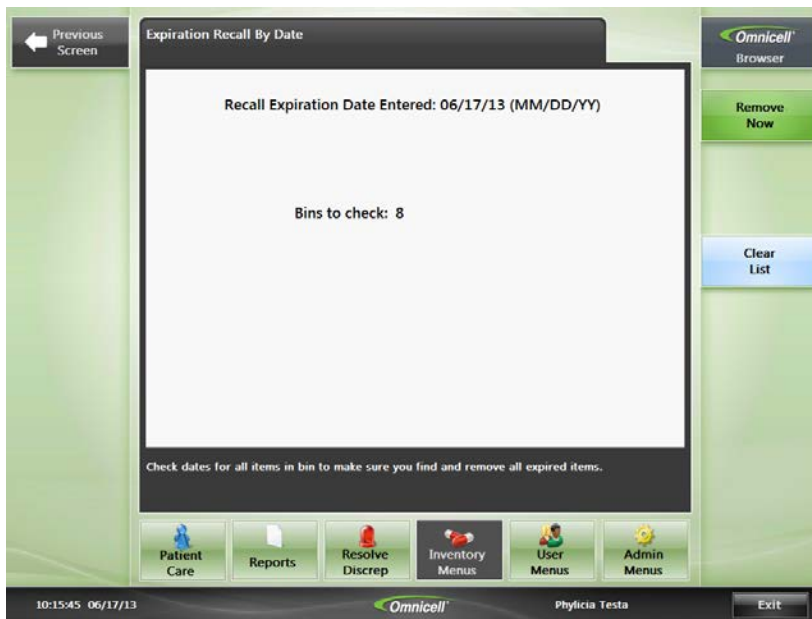 Previous
Screen
Expiration Recall By Date
Omnicell
Browser
Recall Expiration Date Entered: 06/17/13 (MM/DD/YY)
Remove
Now
Bins to check: 8
Clear
List
Check dates for all items in bin to make sure you find and remove all expired items.
Patient
Care
Reports
Resolve
Discrep
Inventory
Menus
User
Menus
Admin
Menus
10:15:45 06/17/13
Omnicell
Phylicia Testa
Exit